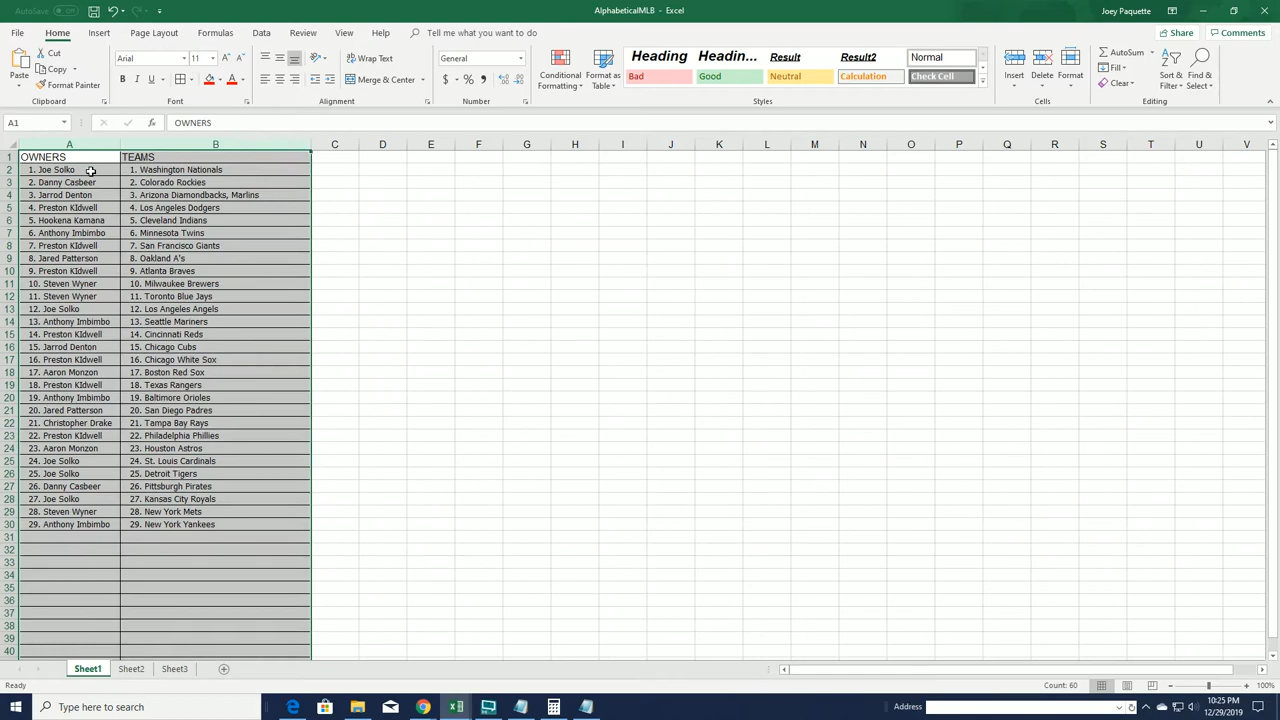 AutoSave Off AlphabeticalMLB - Excel Joey Paquette
File Home Insert Page Layout Formulas Data Review View Help Tell me what you want to do Share Comments
Paste Cut Copy Format Painter Clipboard
Arial 11 B I U Font
Wrap Text Merge & Center Alignment
General $ % Number
Conditional Formatting Format as Table
Heading Headin... Result Result2 Normal
Bad Good Neutral Calculation Check Cell
Styles
Insert Delete Format Cells
AutoSum Fill Clear Sort & Filter Find & Select Editing
A1 fx OWNERS
A B C D E F G H I J K L M N O P Q R S T U V
1 OWNERS TEAMS
2 1. Joe Solko 1. Washington Nationals
3 2. Danny Casbeer 2. Colorado Rockies
4 3. Jarrod Denton 3. Arizona Diamondbacks, Marlins
5 4. Preston KIdwell 4. Los Angeles Dodgers
6 5. Hookena Kamana 5. Cleveland Indians
7 6. Anthony Imbimbo 6. Minnesota Twins
8 7. Preston KIdwell 7. San Francisco Giants
9 8. Jared Patterson 8. Oakland A's
10 9. Preston KIdwell 9. Atlanta Braves
11 10. Steven Wyner 10. Milwaukee Brewers
12 11. Steven Wyner 11. Toronto Blue Jays
13 12. Joe Solko 12. Los Angeles Angels
14 13. Anthony Imbimbo 13. Seattle Mariners
15 14. Preston KIdwell 14. Cincinnati Reds
16 15. Jarrod Denton 15. Chicago Cubs
17 16. Preston KIdwell 16. Chicago White Sox
18 17. Aaron Monzon 17. Boston Red Sox
19 18. Preston KIdwell 18. Texas Rangers
20 19. Anthony Imbimbo 19. Baltimore Orioles
21 20. Jared Patterson 20. San Diego Padres
22 21. Christopher Drake 21. Tampa Bay Rays
23 22. Preston KIdwell 22. Philadelphia Phillies
24 23. Aaron Monzon 23. Houston Astros
25 24. Joe Solko 24. St. Louis Cardinals
26 25. Joe Solko 25. Detroit Tigers
27 26. Danny Casbeer 26. Pittsburgh Pirates
28 27. Joe Solko 27. Kansas City Royals
29 28. Steven Wyner 28. New York Mets
30 29. Anthony Imbimbo 29. New York Yankees
31
32
33
34
35
36
37
38
39
40
Sheet1 Sheet2 Sheet3
Ready Count: 60 100%
Type here to search Address 10:25 PM
12/29/2019